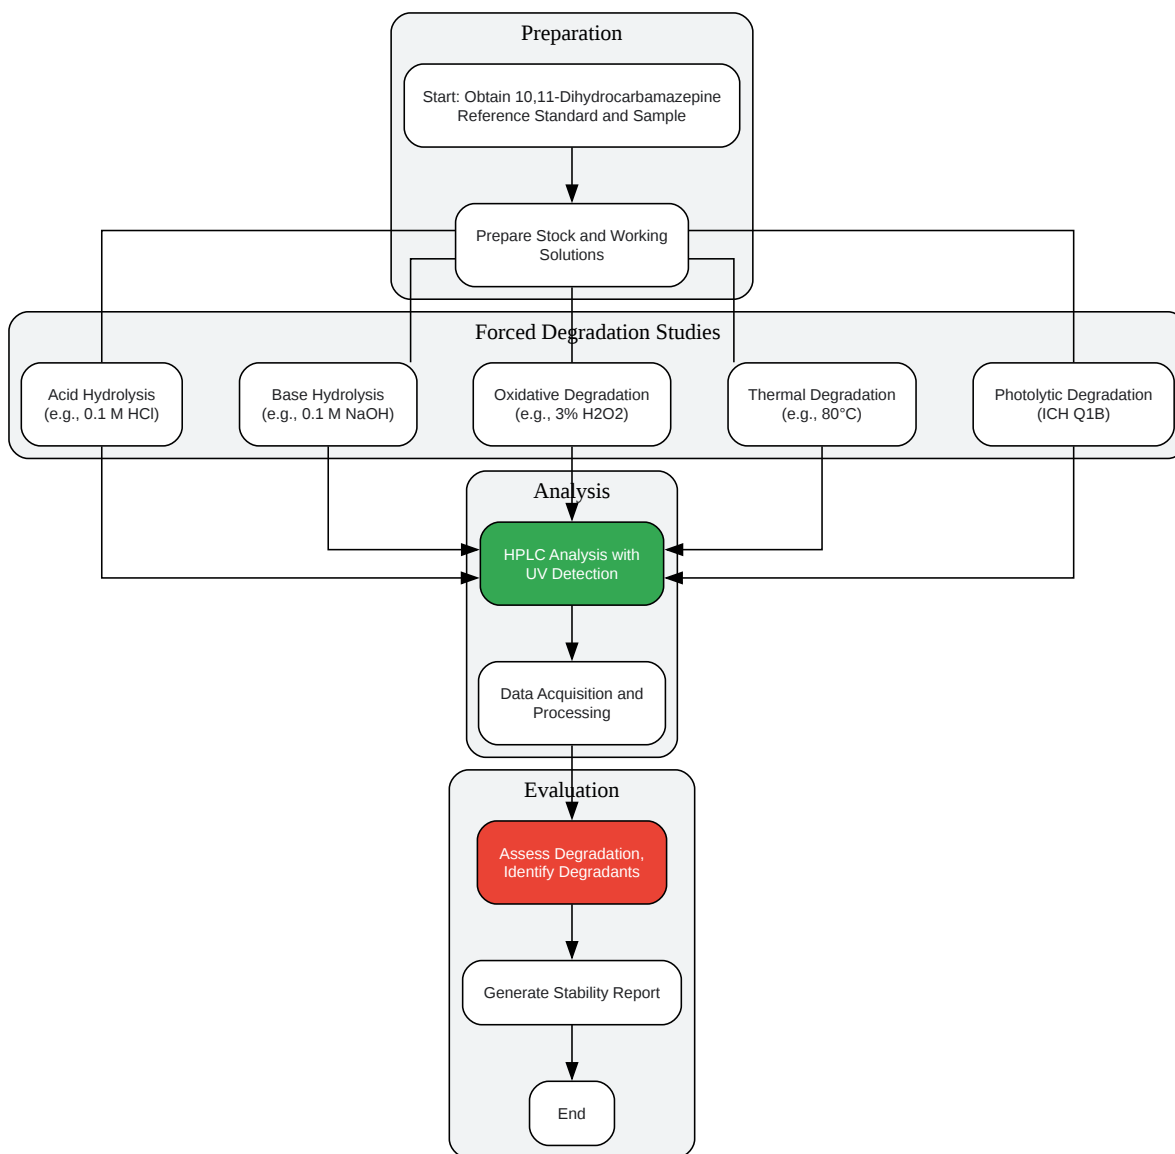 Preparation
Start: Obtain 10,11-Dihydrocarbamazepine
Reference Standard and Sample
Prepare Stock and Working
Solutions
Forced Degradation Studies
Acid Hydrolysis
(e.g., 0.1 M HCl)
Base Hydrolysis
(e.g., 0.1 M NaOH)
Oxidative Degradation
(e.g., 3% H2O2)
Thermal Degradation
(e.g., 80°C)
Photolytic Degradation
(ICH Q1B)
Analysis
HPLC Analysis with
UV Detection
Data Acquisition and
Processing
Evaluation
Assess Degradation,
Identify Degradants
Generate Stability Report
End